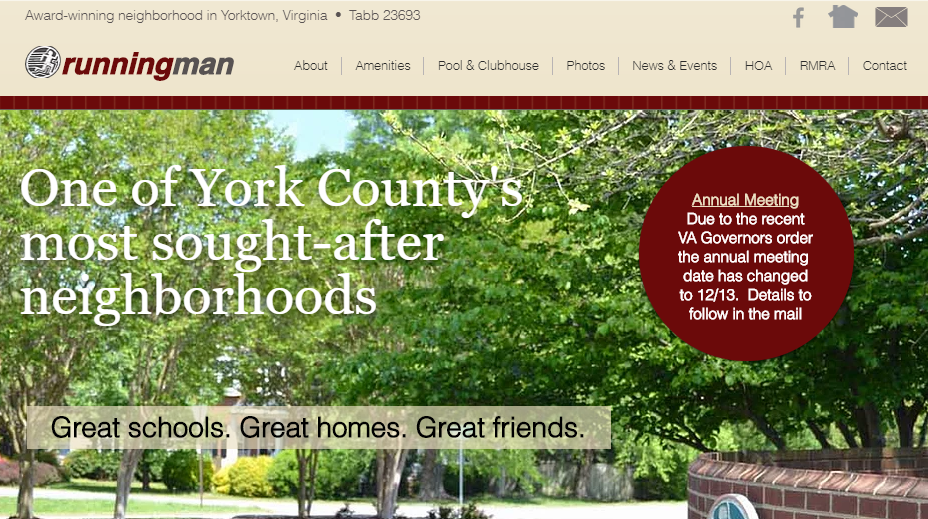 Award-winning neighborhood in Yorktown, Virginia • Tabb 23693
runningman
About | Amenities | Pool & Clubhouse | Photos | News & Events | HOA | RMRA | Contact
One of York County's
most sought-after
neighborhoods
Annual Meeting
Due to the recent
VA Governors order
the annual meeting
date has changed
to 12/13. Details to
follow in the mail
Great schools. Great homes. Great friends.